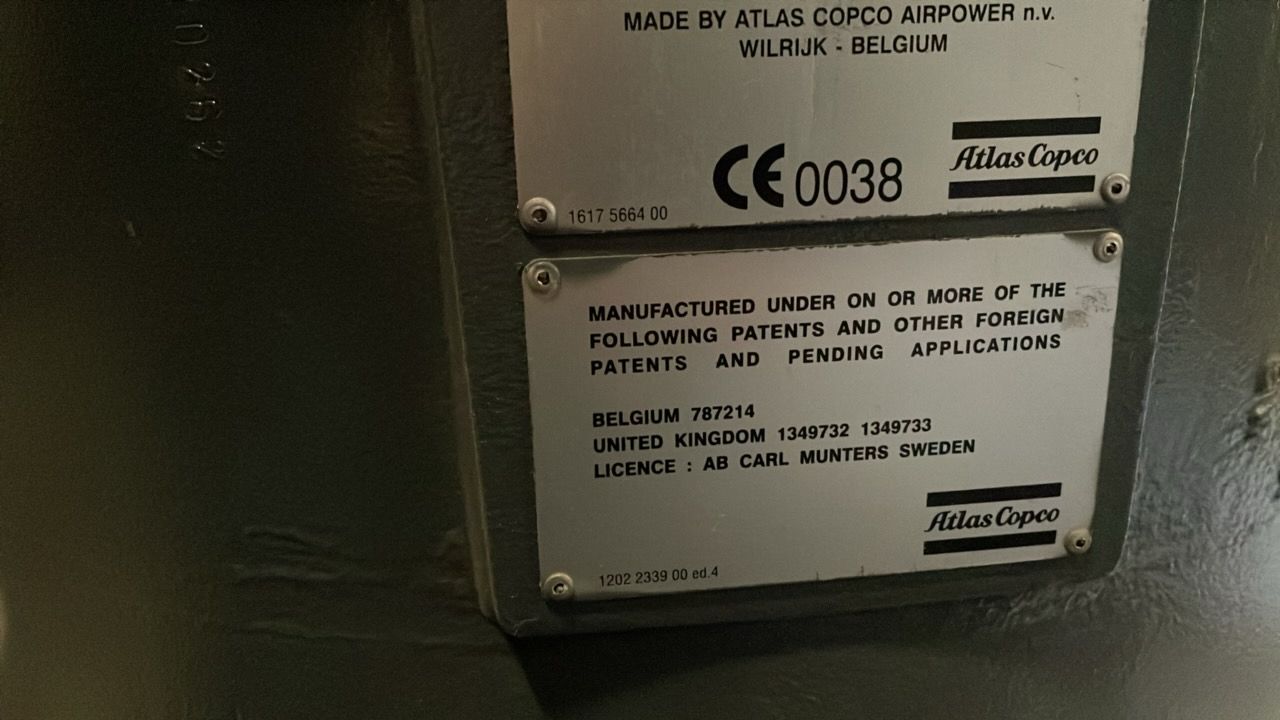 MADE BY ATLAS COPCO AIRPOWER n.v.
WILRIJK - BELGIUM
CE 0038
Atlas Copco
1617 5664 00
MANUFACTURED UNDER ON OR MORE OF THE
FOLLOWING PATENTS AND OTHER FOREIGN
PATENTS AND PENDING APPLICATIONS
BELGIUM 787214
UNITED KINGDOM 1349732 1349733
LICENCE : AB CARL MUNTERS SWEDEN
Atlas Copco
1202 2339 00 ed.4